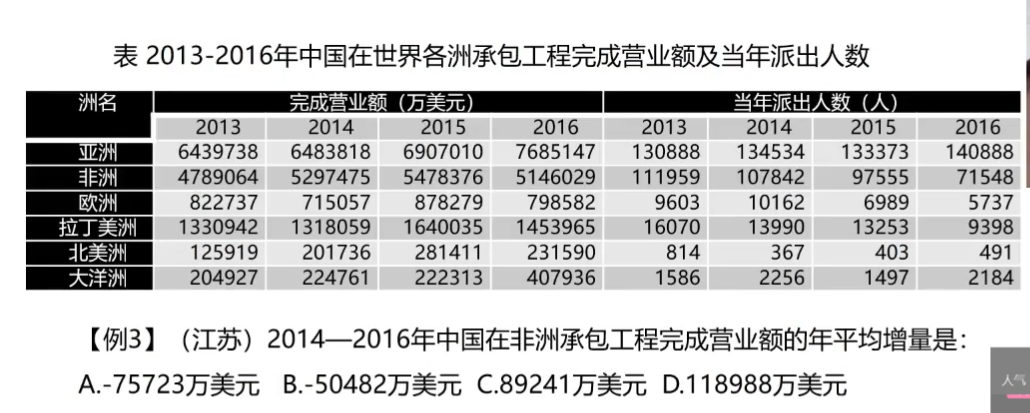 表 2013-2016年中国在世界各洲承包工程完成营业额及当年派出人数
洲名 完成营业额（万美元） 当年派出人数（人）
2013 2014 2015 2016 2013 2014 2015 2016
亚洲 6439738 6483818 6907010 7685147 130888 134534 133373 140888
非洲 4789064 5297475 5478376 5146029 111959 107842 97555 71548
欧洲 822737 715057 878279 798582 9603 10162 6989 5737
拉丁美洲 1330942 1318059 1640035 1453965 16070 13990 13253 9398
北美洲 125919 201736 281411 231590 814 367 403 491
大洋洲 204927 224761 222313 407936 1586 2256 1497 2184
【例3】（江苏）2014—2016年中国在非洲承包工程完成营业额的年平均增量是：
A.-75723万美元 B.-50482万美元 C.89241万美元 D.118988万美元
人气